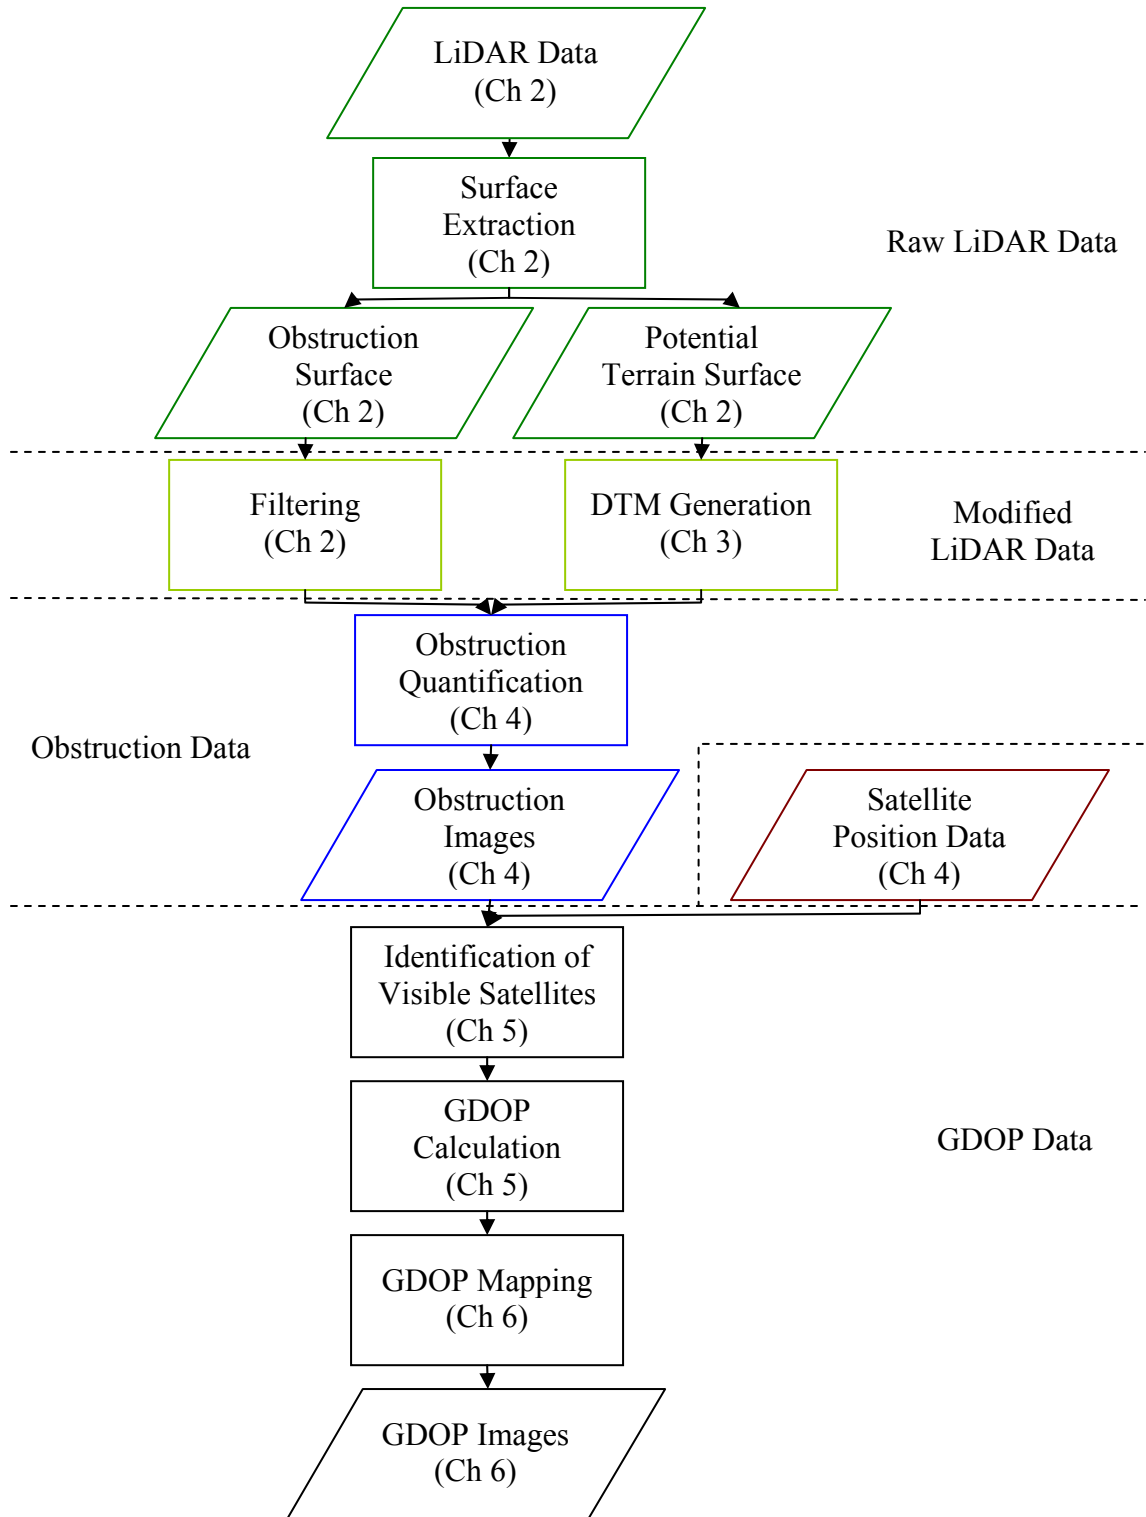 LiDAR Data
(Ch 2)
Surface
Extraction
(Ch 2)
Raw LiDAR Data
Obstruction
Surface
(Ch 2)
Potential
Terrain Surface
(Ch 2)
Filtering
(Ch 2)
DTM Generation
(Ch 3)
Modified
LiDAR Data
Obstruction
Quantification
(Ch 4)
Obstruction Data
Obstruction
Images
(Ch 4)
Satellite
Position Data
(Ch 4)
Identification of
Visible Satellites
(Ch 5)
GDOP
Calculation
(Ch 5)
GDOP Data
GDOP Mapping
(Ch 6)
GDOP Images
(Ch 6)